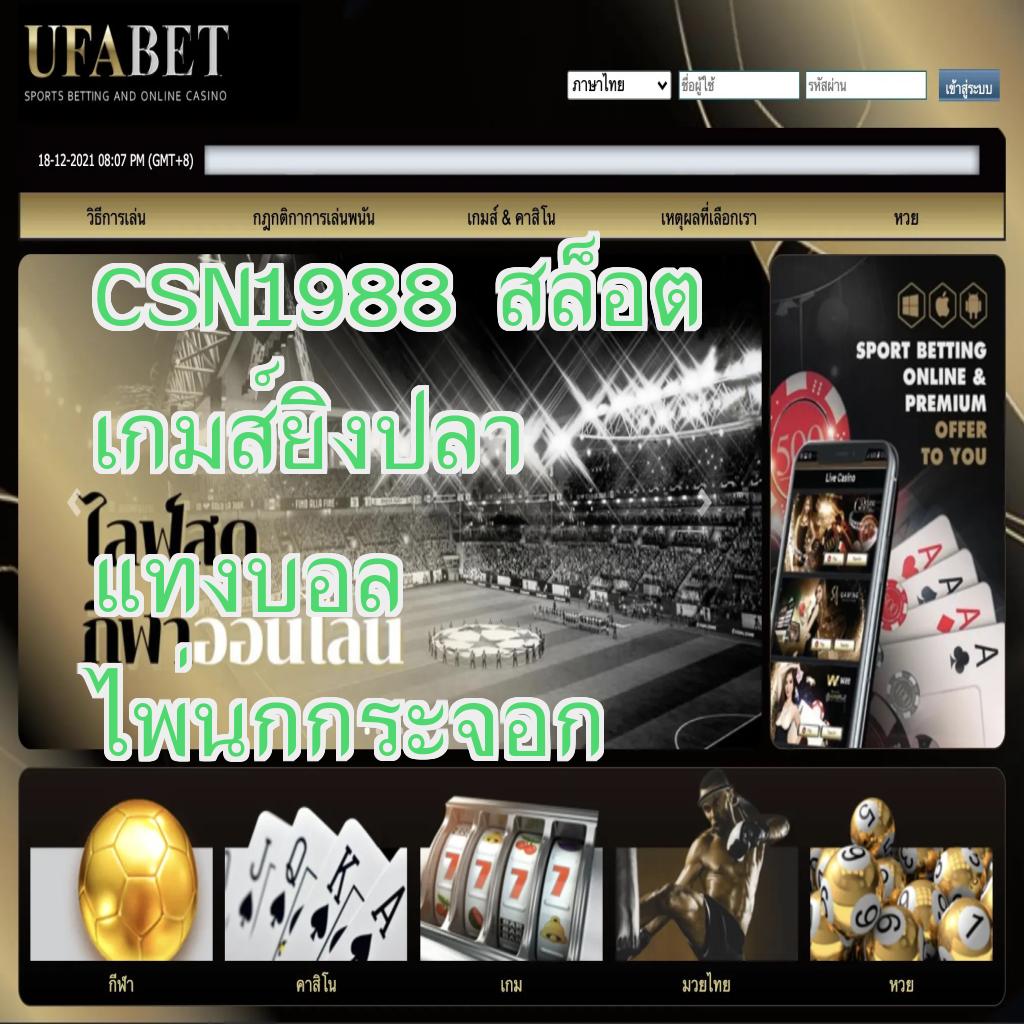 UFABET
SPORTS BETTING AND ONLINE CASINO
ภาษาไทย ชื่อผู้ใช้ รหัสผ่าน เข้าสู่ระบบ
18-12-2021 08:07 PM (GMT+8)
วิธีการเล่น กฎกติกาการเล่นพนัน เกมส์ & คาสิโน เหตุผลที่เลือกเรา หวย
CSN1988 สล็อต
เกมส์ยิงปลา
ไลฟ์สด
แทงบอล
กีฬาออนไลน์
ไพ่นกกระจอก
SPORT BETTING
ONLINE &
PREMIUM
OFFER
TO YOU
500
Live Casino
A
A
A
A
J Q K A
7 7 7 7
กีฬา คาสิโน เกม มวยไทย หวย